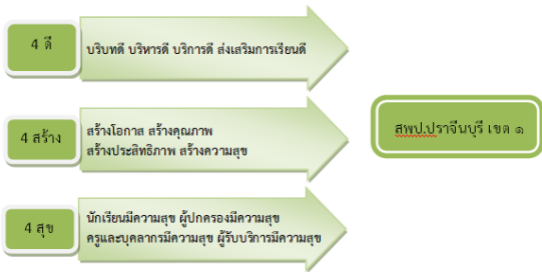 4 ดี
บริบทดี บริหารดี บริการดี ส่งเสริมการเรียนดี
4 สร้าง
สร้างโอกาส สร้างคุณภาพ
สร้างประสิทธิภาพ สร้างความสุข
สพป.ปราจีนบุรี เขต ๑
4 สุข
นักเรียนมีความสุข ผู้ปกครองมีความสุข
ครูและบุคลากรมีความสุข ผู้รับบริการมีความสุข